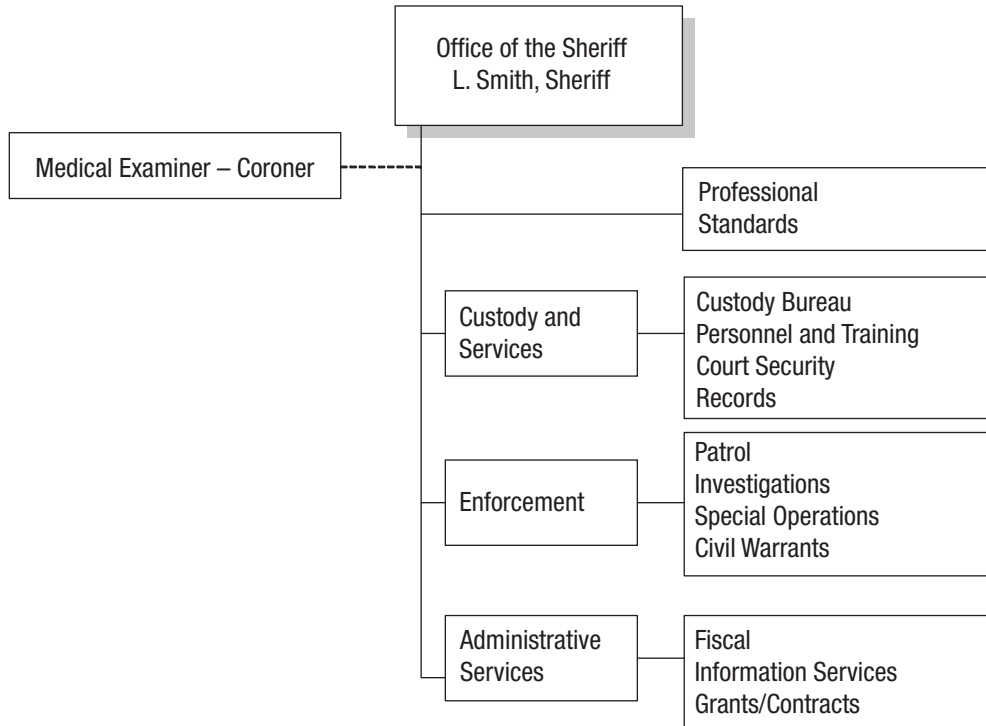 Office of the Sheriff
L. Smith, Sheriff
Medical Examiner – Coroner
Professional
Standards
Custody and
Services
Custody Bureau
Personnel and Training
Court Security
Records
Enforcement
Patrol
Investigations
Special Operations
Civil Warrants
Administrative
Services
Fiscal
Information Services
Grants/Contracts